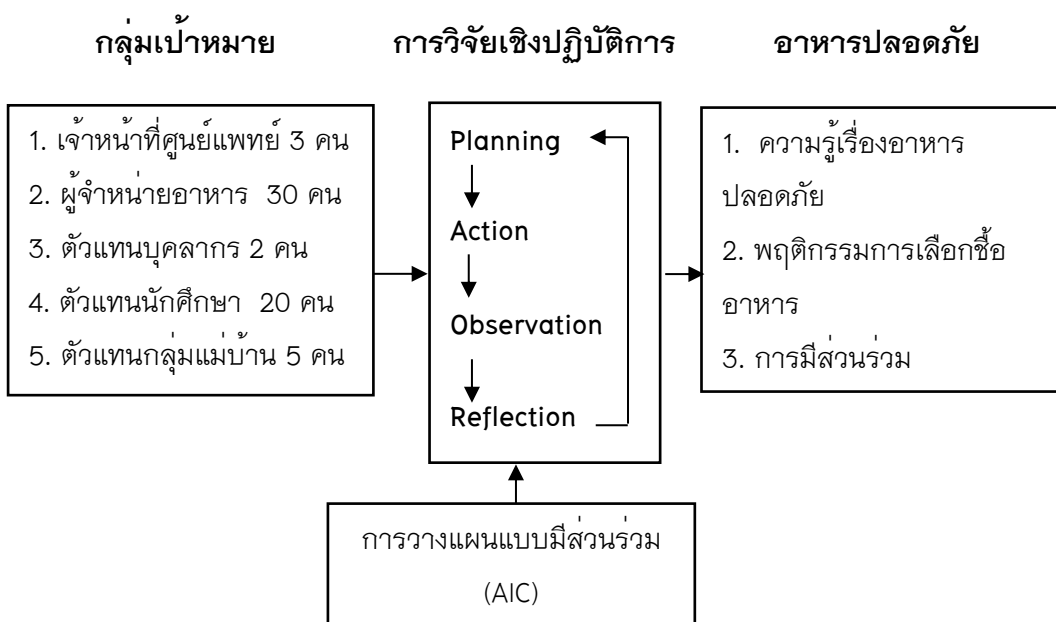 กลุ่มเป้าหมาย
1. เจ้าหน้าที่ศูนย์แพทย์ 3 คน
2. ผู้จำหน่ายอาหาร 30 คน
3. ตัวแทนบุคลากร 2 คน
4. ตัวแทนนักศึกษา 20 คน
5. ตัวแทนกลุ่มแม่บ้าน 5 คน
การวิจัยเชิงปฏิบัติการ
Planning
Action
Observation
Reflection
อาหารปลอดภัย
1. ความรู้เรื่องอาหาร
ปลอดภัย
2. พฤติกรรมการเลือกชื้อ
อาหาร
3. การมีส่วนร่วม
การวางแผนแบบมีส่วนร่วม
(AIC)